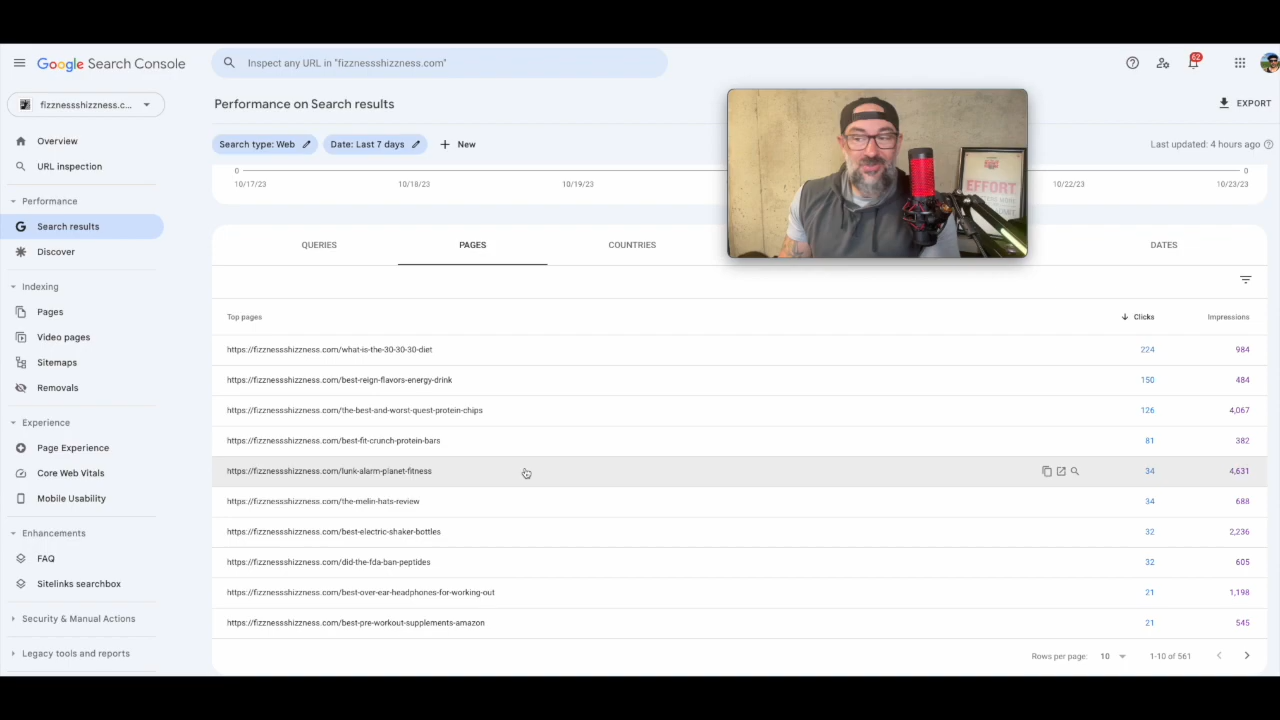 Google Search Console
Inspect any URL in "fizznessshizzness.com"
62
fizznessshizzness.c...
Performance on Search results
EXPORT
Overview
URL inspection
Search type: Web
Date: Last 7 days
New
Last updated: 4 hours ago
0
0
10/17/23
10/18/23
10/19/23
10/22/23
10/23/23
EFFORT
Performance
Search results
Discover
QUERIES
PAGES
COUNTRIES
DATES
Indexing
Pages
Video pages
Sitemaps
Removals
Experience
Page Experience
Core Web Vitals
Mobile Usability
Enhancements
FAQ
Sitelinks searchbox
Security & Manual Actions
Legacy tools and reports
Top pages
Clicks
Impressions
https://fizznessshizzness.com/what-is-the-30-30-30-diet 224 984
https://fizznessshizzness.com/best-reign-flavors-energy-drink 150 484
https://fizznessshizzness.com/the-best-and-worst-quest-protein-chips 126 4,067
https://fizznessshizzness.com/best-fit-crunch-protein-bars 81 382
https://fizznessshizzness.com/lunk-alarm-planet-fitness 34 4,631
https://fizznessshizzness.com/the-melin-hats-review 34 688
https://fizznessshizzness.com/best-electric-shaker-bottles 32 2,236
https://fizznessshizzness.com/did-the-fda-ban-peptides 32 605
https://fizznessshizzness.com/best-over-ear-headphones-for-working-out 21 1,198
https://fizznessshizzness.com/best-pre-workout-supplements-amazon 21 545
Rows per page: 10
1-10 of 561